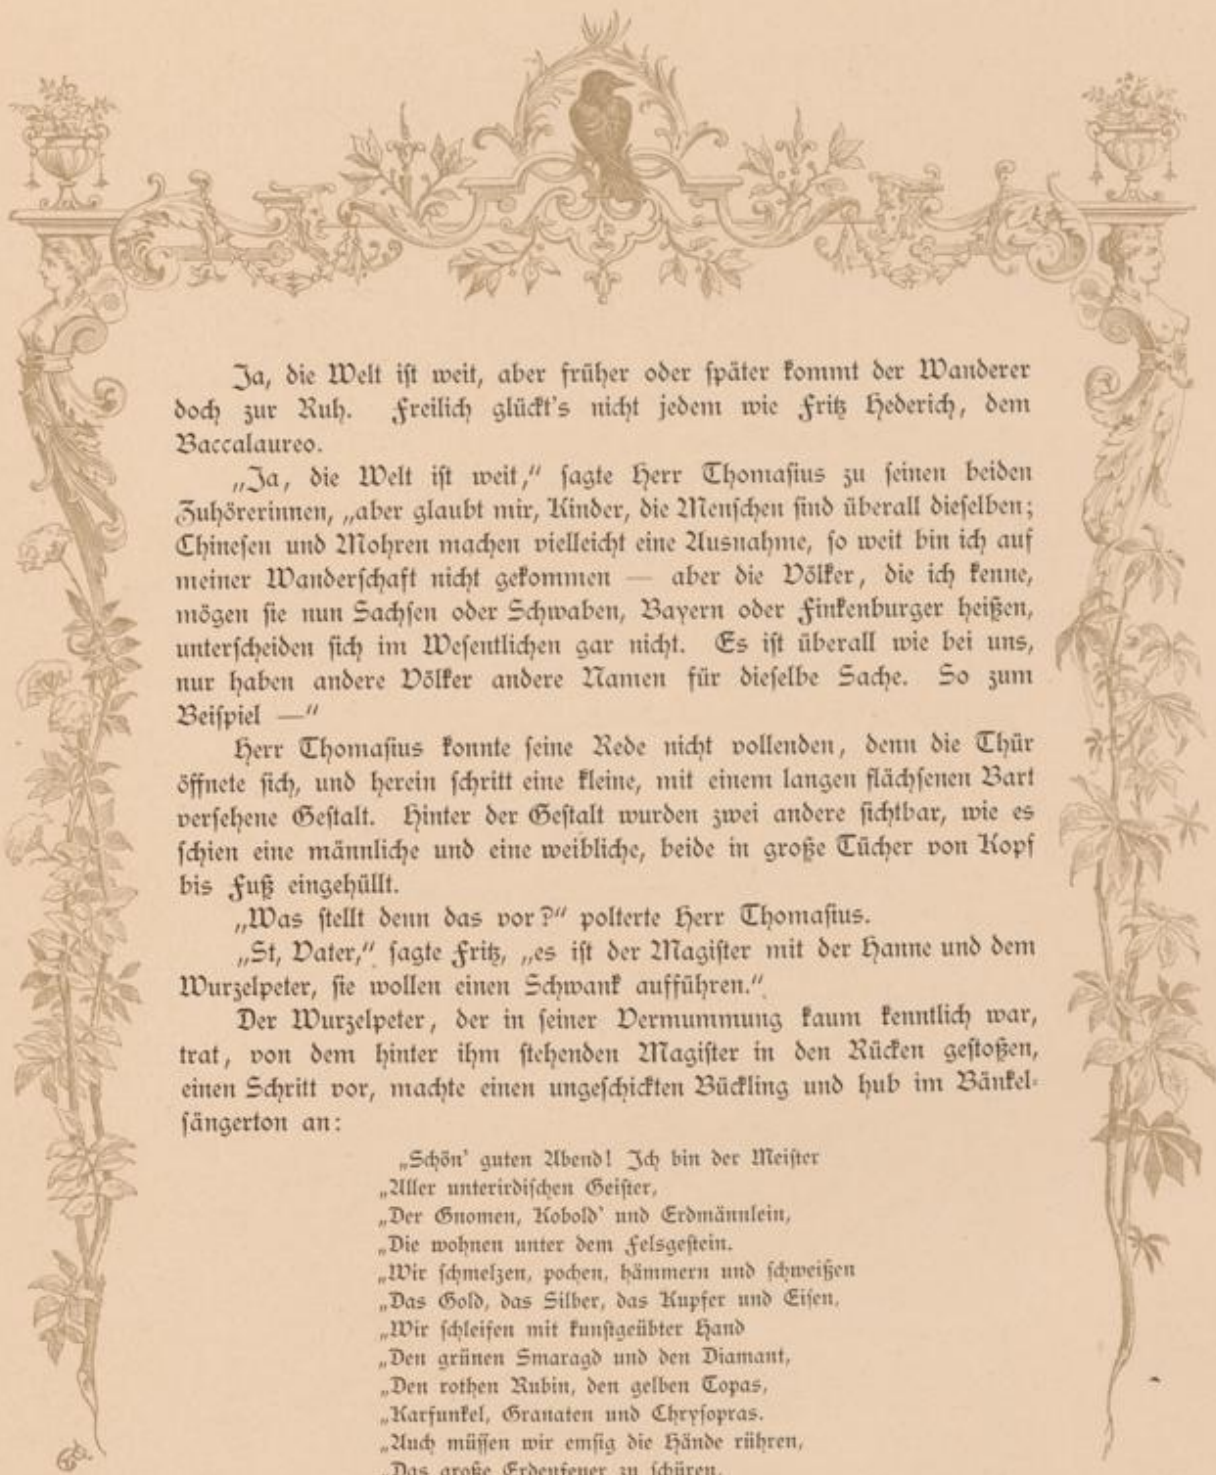 Ja, die Welt ist weit, aber früher oder später kommt der Wanderer
doch zur Ruh. Freilich glückt's nicht jedem wie Fritz Hederich, dem
Baccalaureo.
„Ja, die Welt ist weit,“ sagte Herr Thomasius zu seinen beiden
Zuhörerinnen, „aber glaubt mir, Kinder, die Menschen sind überall dieselben;
Chinesen und Mohren machen vielleicht eine Ausnahme, so weit bin ich auf
meiner Wanderschaft nicht gekommen — aber die Völker, die ich kenne,
mögen sie nun Sachsen oder Schwaben, Bayern oder Finkenburger heißen,
unterscheiden sich im Wesentlichen gar nicht. Es ist überall wie bei uns,
nur haben andere Völker andere Namen für dieselbe Sache. So zum
Beispiel —“
Herr Thomasius konnte seine Rede nicht vollenden, denn die Thür
öffnete sich, und herein schritt eine kleine, mit einem langen flächsenen Bart
versehene Gestalt. Hinter der Gestalt wurden zwei andere sichtbar, wie es
schien eine männliche und eine weibliche, beide in große Tücher von Kopf
bis Fuß eingehüllt.
„Was stellt denn das vor?“ polterte Herr Thomasius.
„St, Vater,“ sagte Fritz, „es ist der Magister mit der Hanne und dem
Wurzelpeter, sie wollen einen Schwank aufführen.“
Der Wurzelpeter, der in seiner Vermummung kaum kenntlich war,
trat, von dem hinter ihm stehenden Magister in den Rücken gestoßen,
einen Schritt vor, machte einen ungeschickten Bückling und hub im Bänkel-
sängerton an:
„Schön' guten Abend! Ich bin der Meister
„Aller unterirdischen Geister,
„Der Gnomen, Kobold' und Erdmännlein,
„Die wohnen unter dem Felsgestein.
„Wir schmelzen, pochen, hämmern und schweißen
„Das Gold, das Silber, das Kupfer und Eisen,
„Wir schleifen mit kunstgeübter Hand
„Den grünen Smaragd und den Diamant,
„Den rothen Rubin, den gelben Topas,
„Karfunkel, Granaten und Chrysopras.
„Auch müssen wir emsig die Hände rühren,
„Das große Erdenfeuer zu schüren.